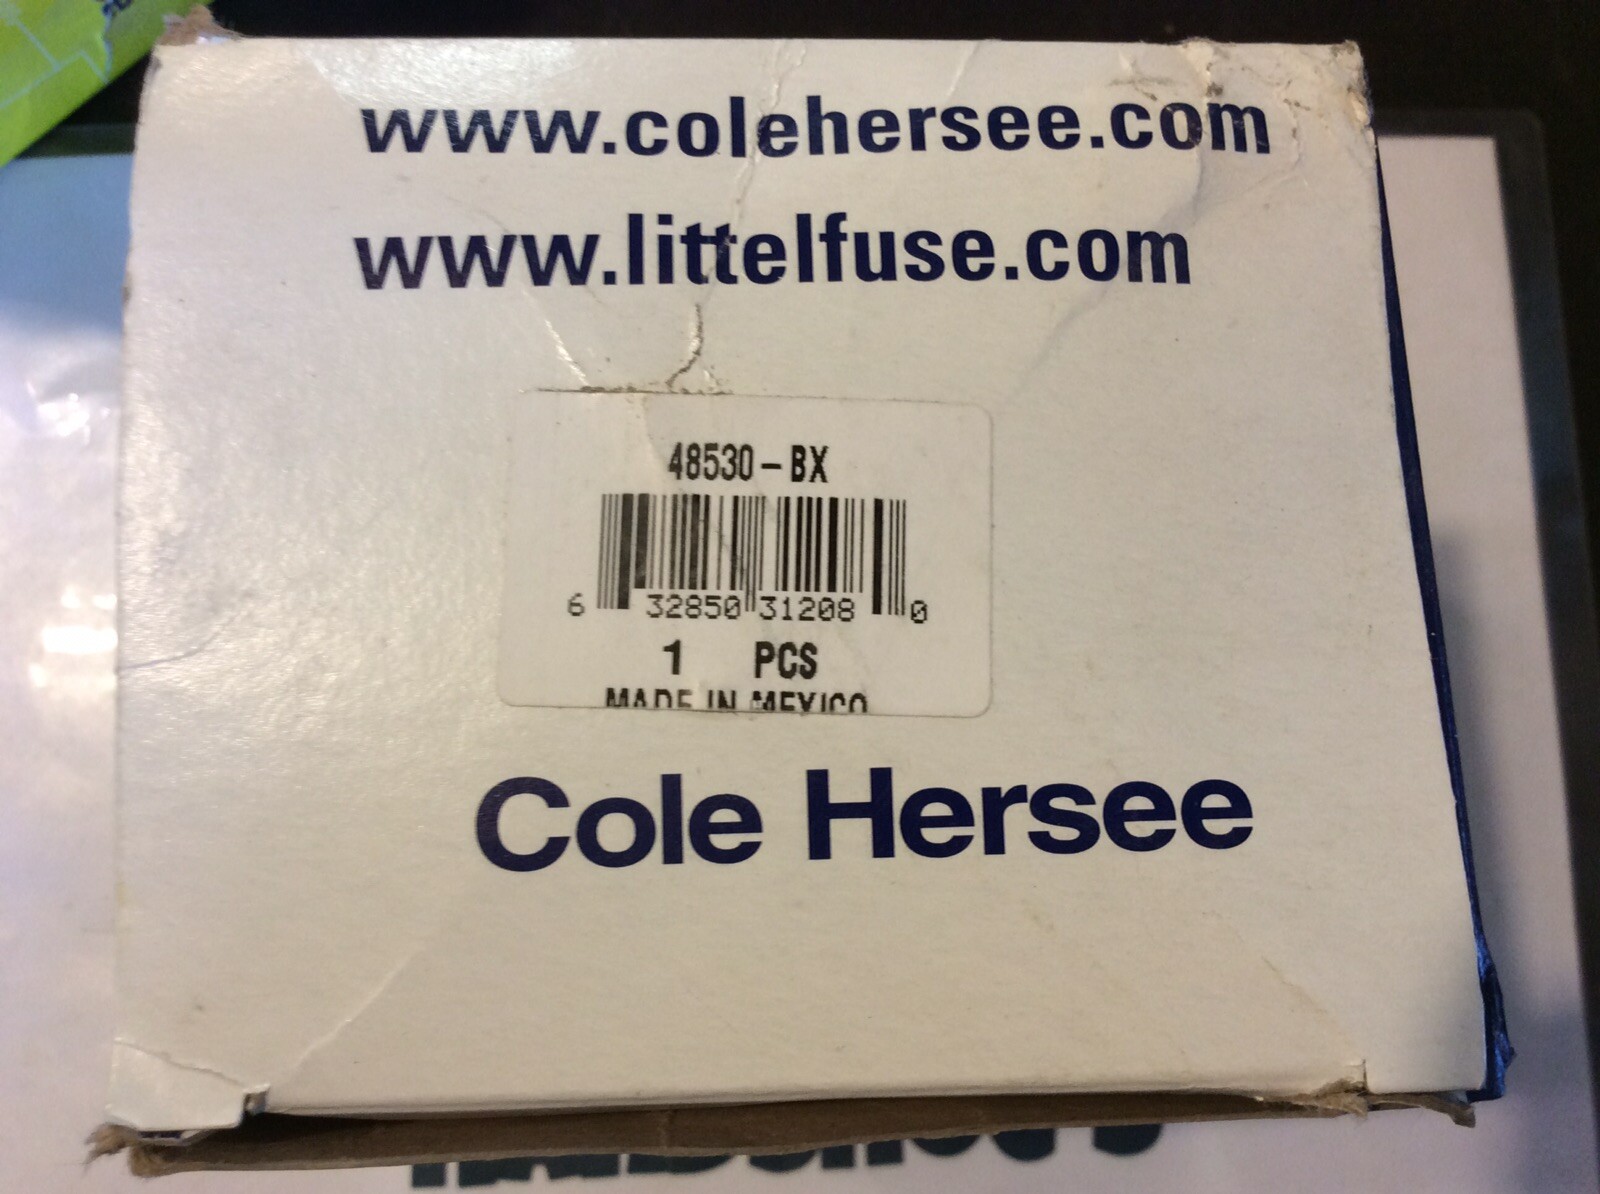 www.colehersee.com
www.littelfuse.com
48530-BX
6 32850 31208 0
1 PCS
MADE IN MEXICO
Cole Hersee